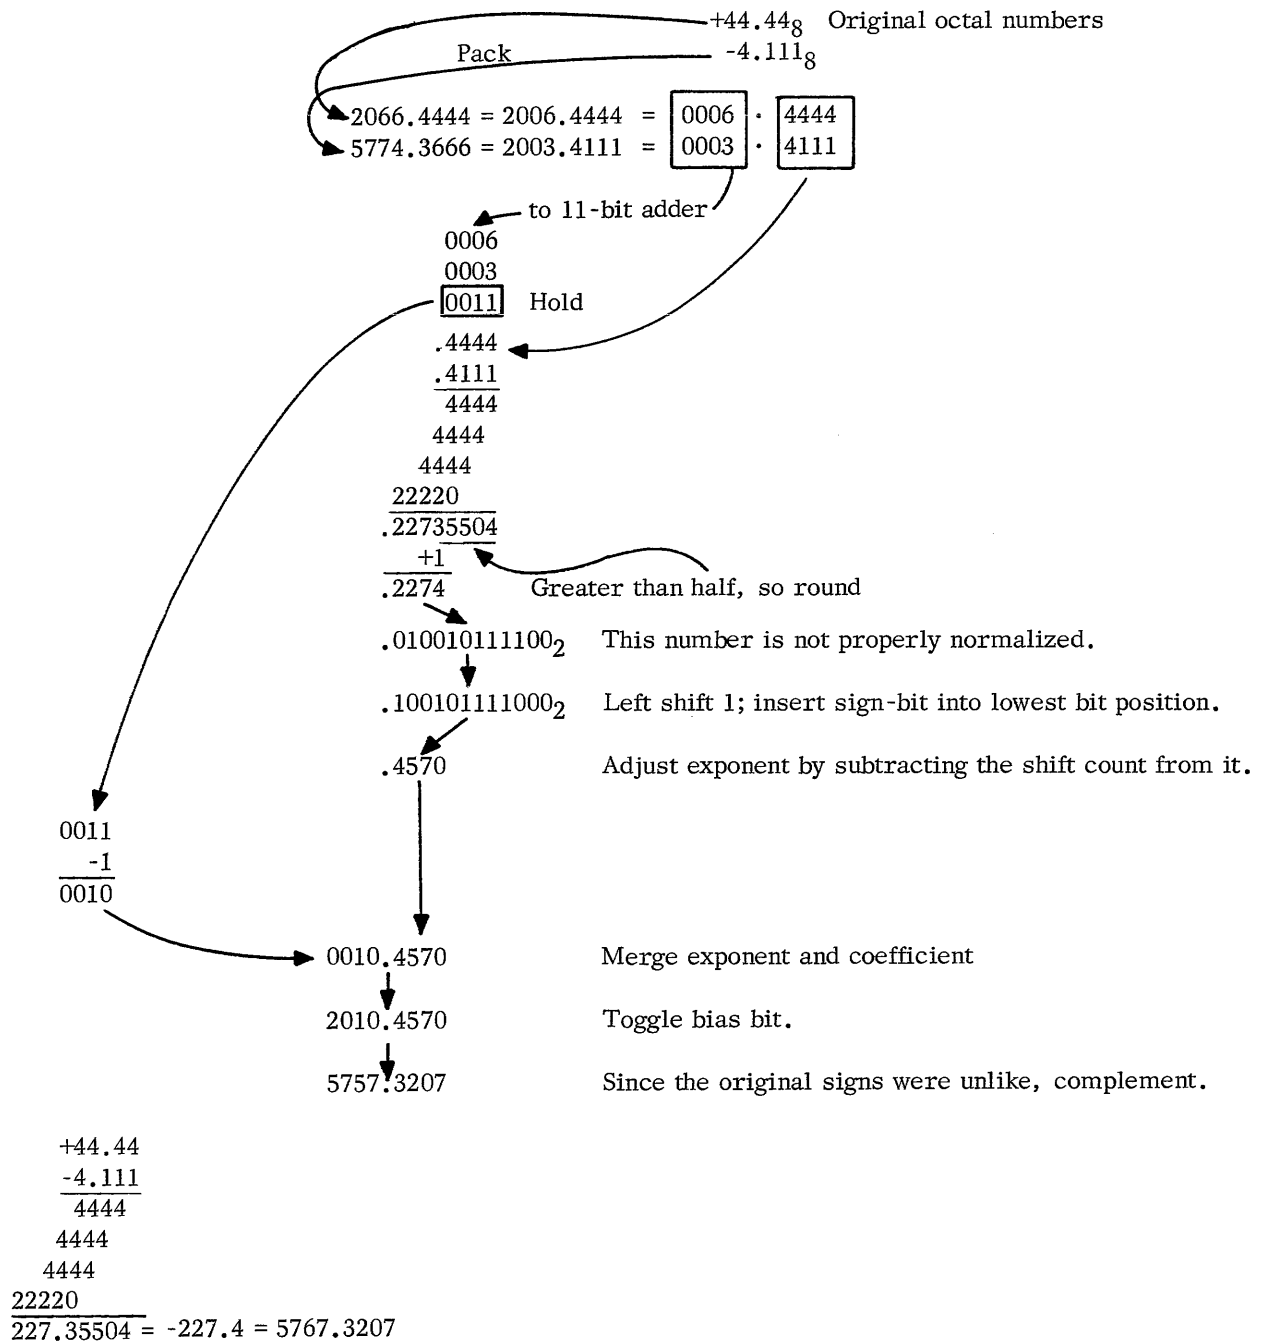 +44.44₈ Original octal numbers
Pack -4.111₈
2066.4444 = 2006.4444 = 0006 . 4444
5774.3666 = 2003.4111 = 0003 . 4111
to 11-bit adder
0006
0003
0011 Hold
.4444
.4111
4444
4444
4444
22220
.22735504
+1
.2274 Greater than half, so round
.010010111100₂ This number is not properly normalized.
.100101111000₂ Left shift 1; insert sign-bit into lowest bit position.
.4570 Adjust exponent by subtracting the shift count from it.
0011
-1
0010
0010.4570 Merge exponent and coefficient
2010.4570 Toggle bias bit.
5757.3207 Since the original signs were unlike, complement.
+44.44
-4.111
4444
4444
4444
22220
227.35504 = -227.4 = 5767.3207